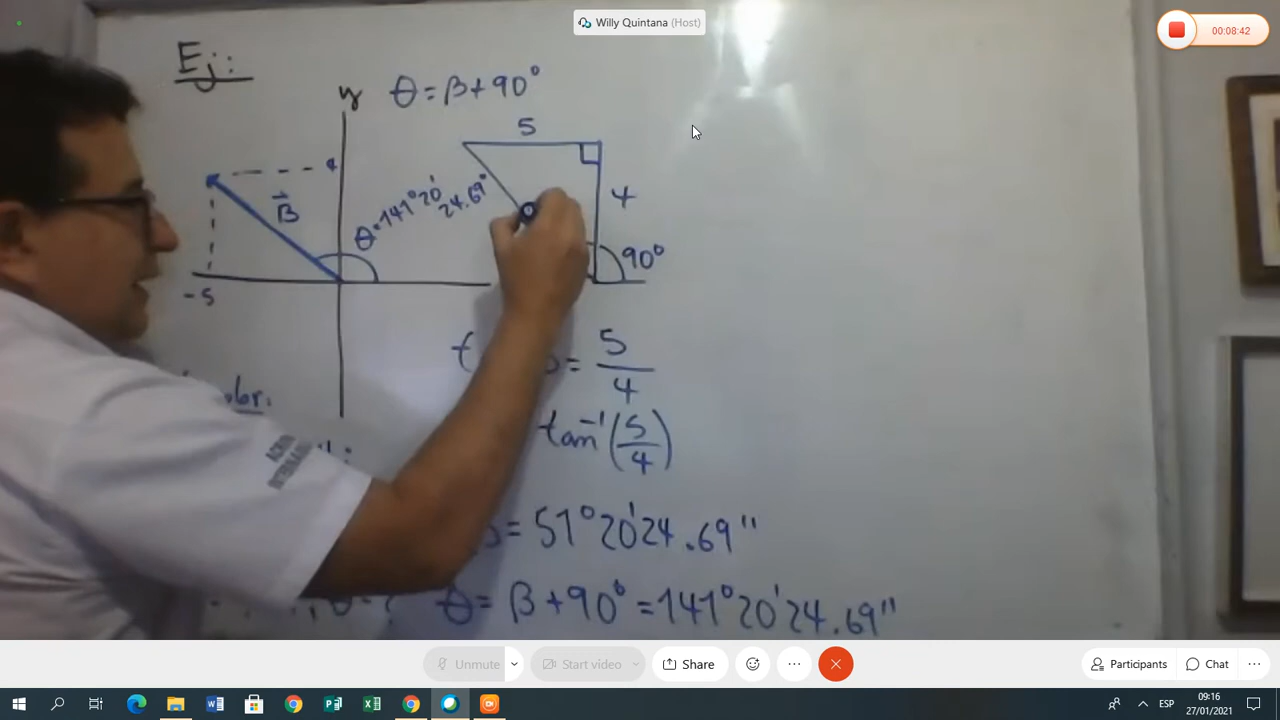 Willy Quintana (Host)
00:08:42
Ej:
y
θ = β + 90°
5
4
B
θ=141°20'
24.69"
4
90°
-5
= 5/4
tan⁻¹(5/4)
= 51°20'24.69"
θ = β + 90° = 141°20'24.69"
Unmute
Start video
Share
Participants
Chat
ESP
09:16
27/01/2021